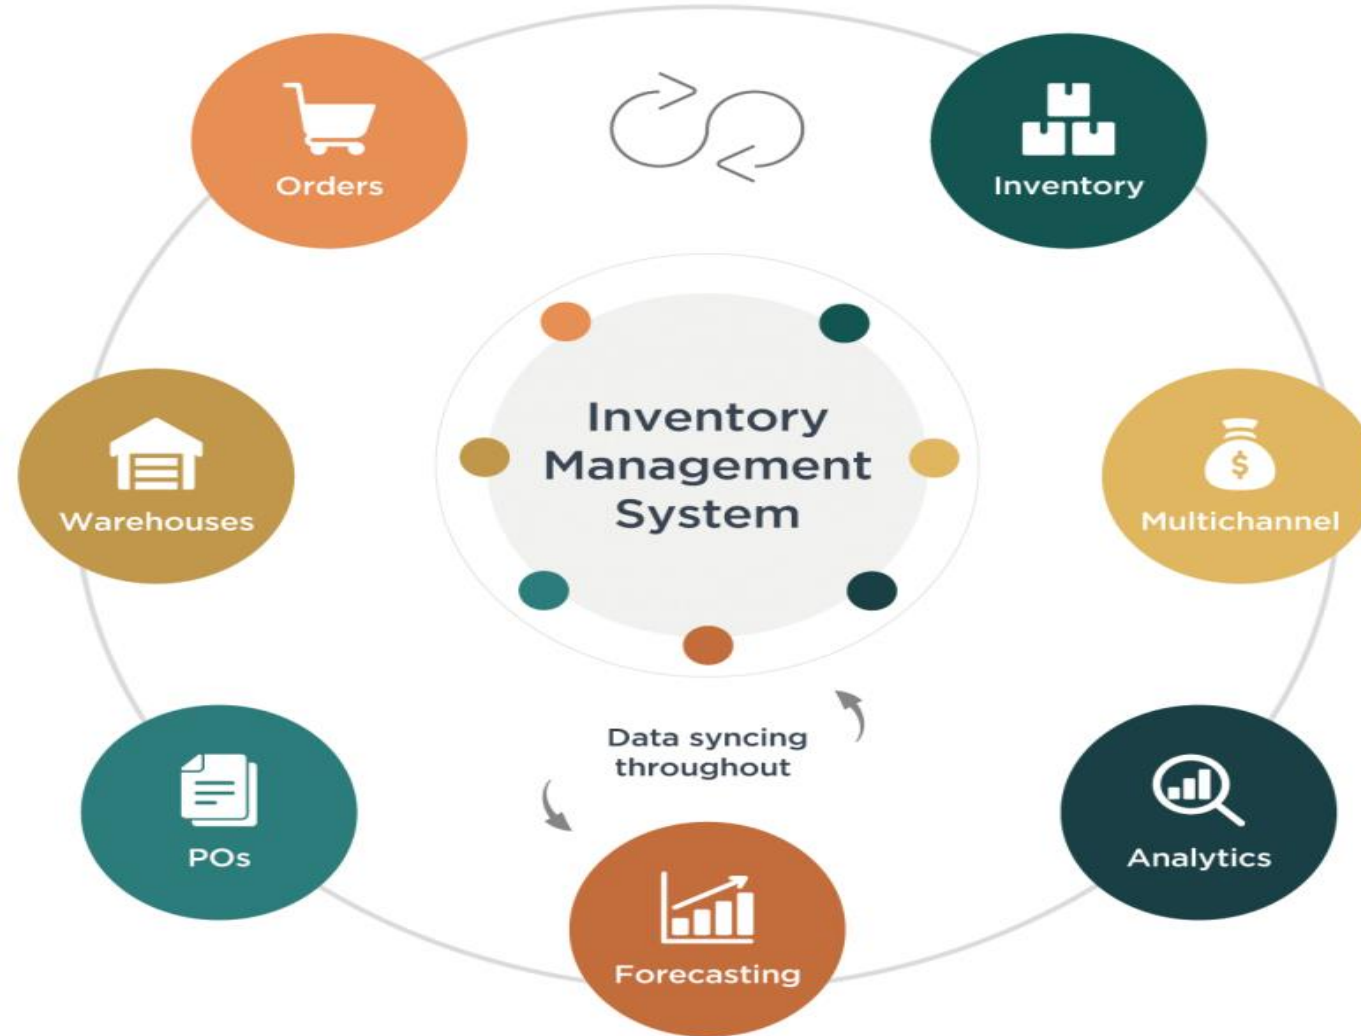 Orders
Inventory
Inventory
Management
System
Warehouses
$
Multichannel
Data syncing
throughout
POs
Analytics
Forecasting